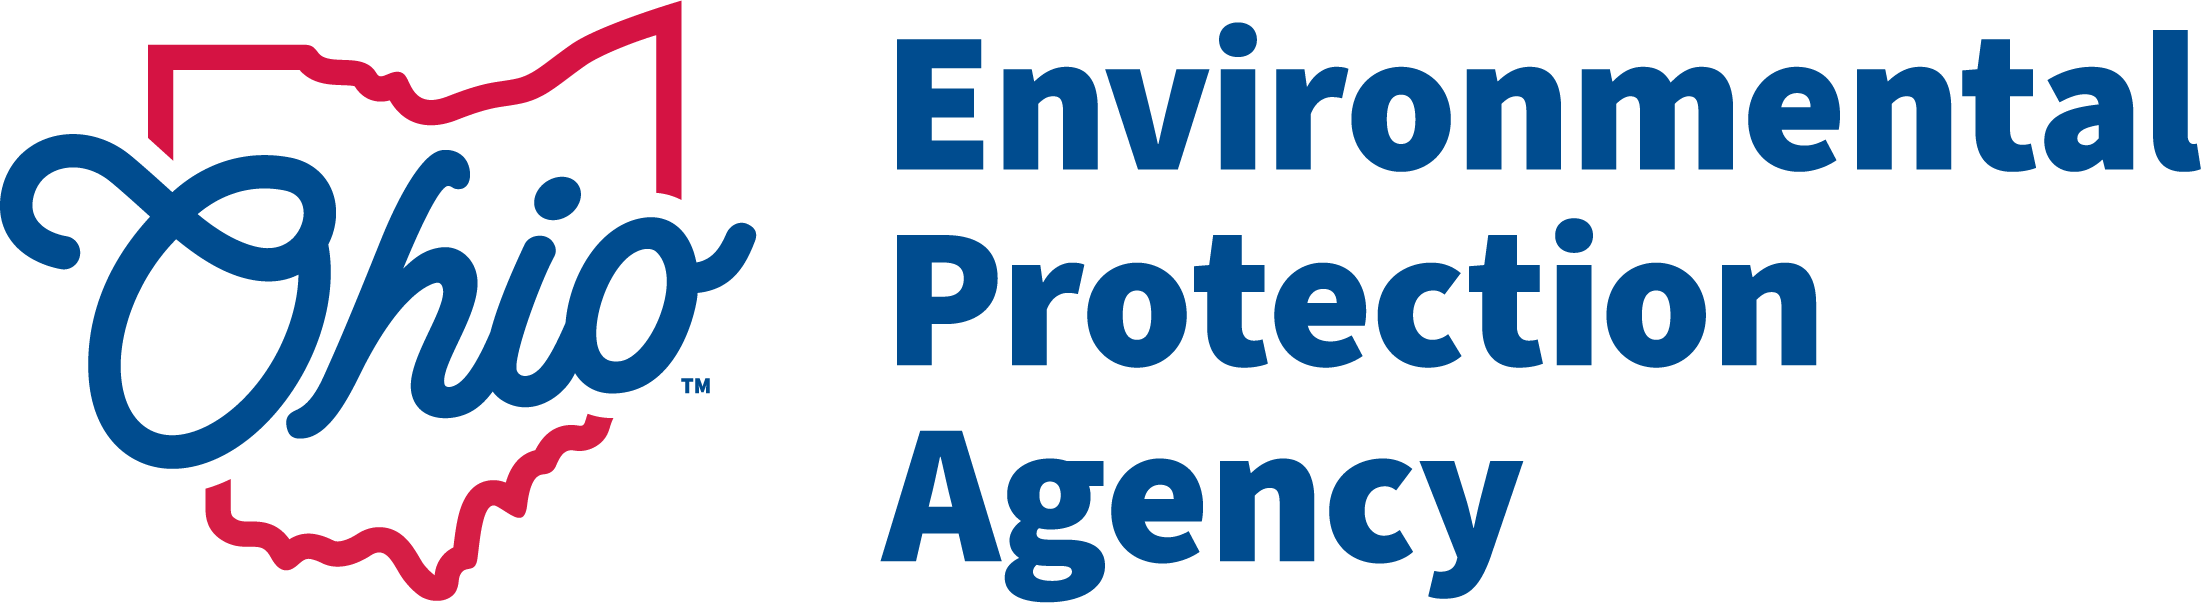 Ohio™
Environmental
Protection
Agency